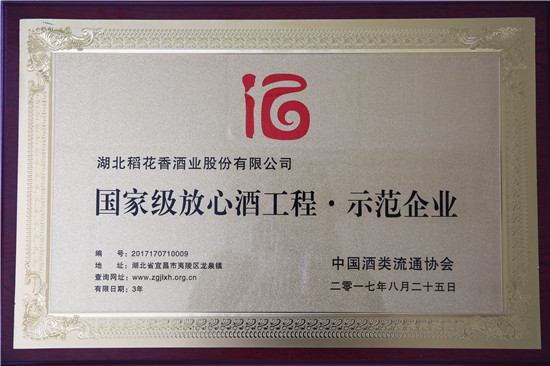 湖北稻花香酒业股份有限公司
国家级放心酒工程·示范企业
编 号：2017170710009
地 址：湖北省宜昌市夷陵区龙泉镇
查询网址：www.zgjlxh.org.cn
有限日期：3年
中国酒类流通协会
二零一七年八月二十五日